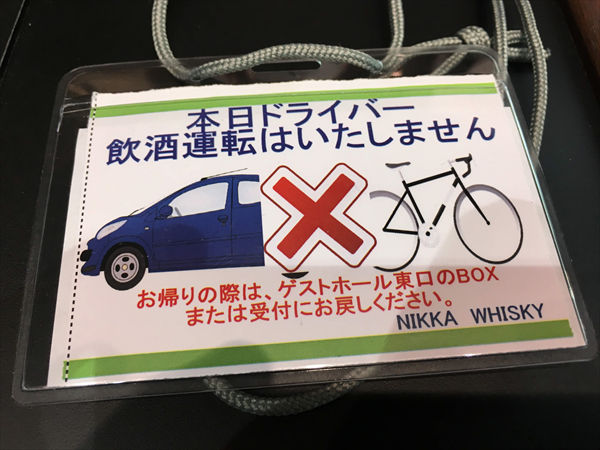 本日ドライバー
飲酒運転はいたしません
お帰りの際は、ゲストホール東口のBOX
または受付にお戻しください。
NIKKA WHISKY